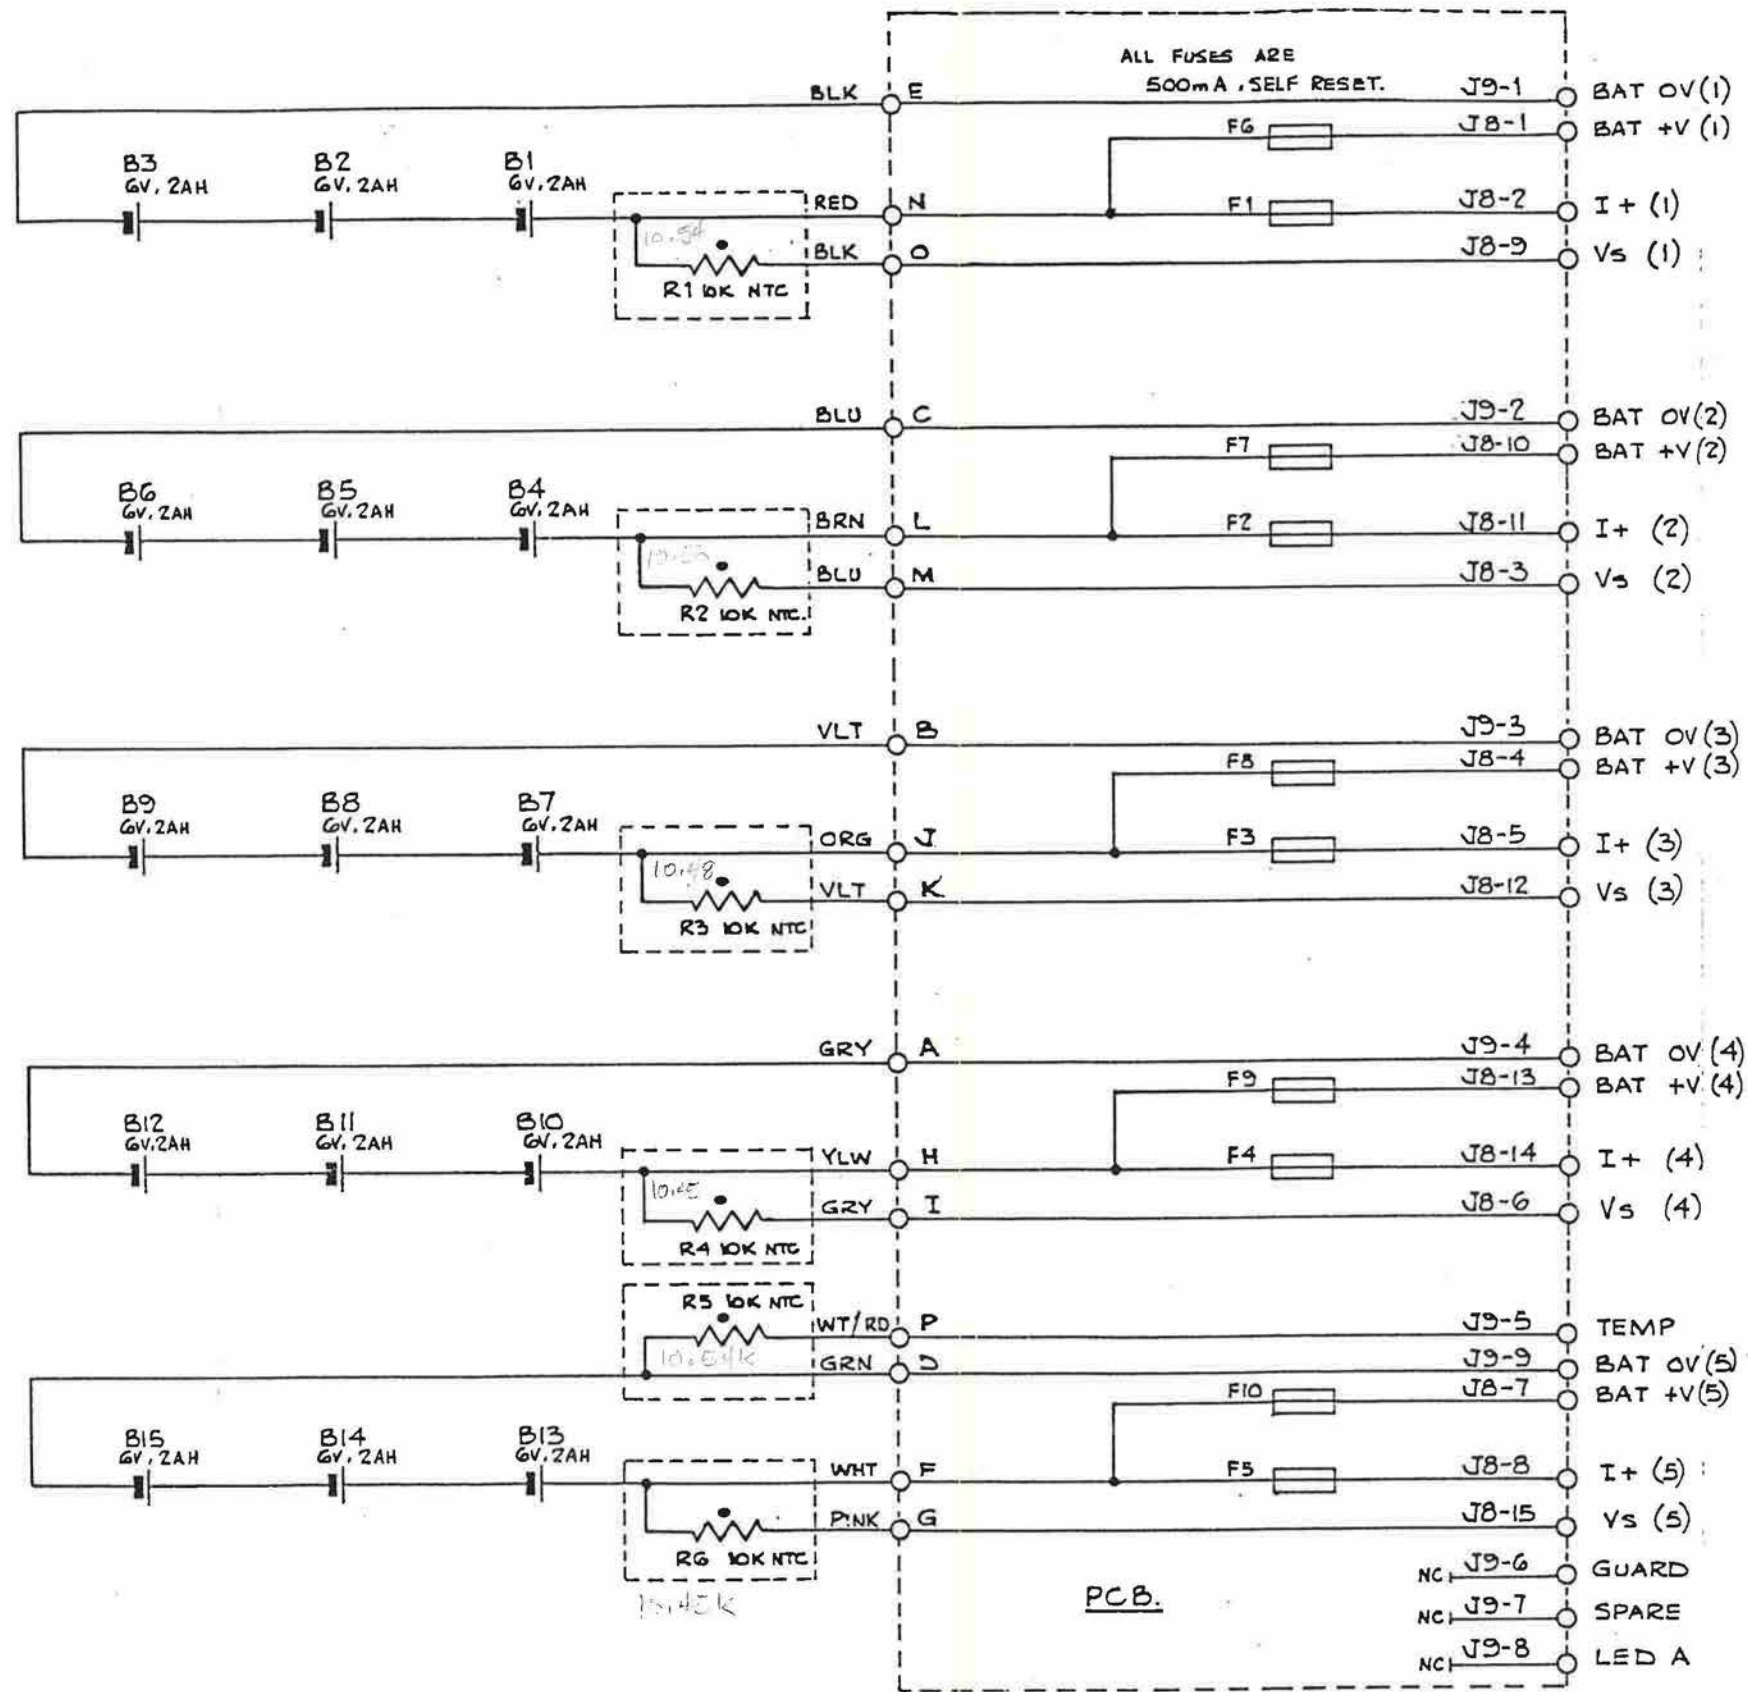 ALL FUSES ARE
500mA, SELF RESET.
BLK E J9-1 BAT 0V(1)
F6 J8-1 BAT +V (1)
B3 B2 B1
6V, 2AH 6V, 2AH 6V, 2AH
RED N F1 J8-2 I+ (1)
10.54
BLK O J8-9 Vs (1)
R1 10K NTC
BLU C J9-2 BAT 0V(2)
F7 J8-10 BAT +V(2)
B6 B5 B4
6V, 2AH 6V, 2AH 6V, 2AH
BRN L F2 J8-11 I+ (2)
BLU M J8-3 Vs (2)
R2 10K NTC.
VLT B J9-3 BAT 0V(3)
F8 J8-4 BAT +V(3)
B9 B8 B7
6V, 2AH 6V, 2AH 6V, 2AH
ORG J F3 J8-5 I+ (3)
10.48
VLT K J8-12 Vs (3)
R3 10K NTC
GRY A J9-4 BAT 0V(4)
F9 J8-13 BAT +V(4)
B12 B11 B10
6V, 2AH 6V, 2AH 6V, 2AH
YLW H F4 J8-14 I+ (4)
GRY I J8-6 Vs (4)
R4 10K NTC
R5 10K NTC
WT/RD P J9-5 TEMP
10.54K
GRN D J9-9 BAT 0V(5)
F10 J8-7 BAT +V(5)
B15 B14 B13
6V, 2AH 6V, 2AH 6V, 2AH
WHT F F5 J8-8 I+ (5)
PINK G J8-15 Vs (5)
R6 10K NTC
NC J9-6 GUARD
PCB.
NC J9-7 SPARE
NC J9-8 LED A